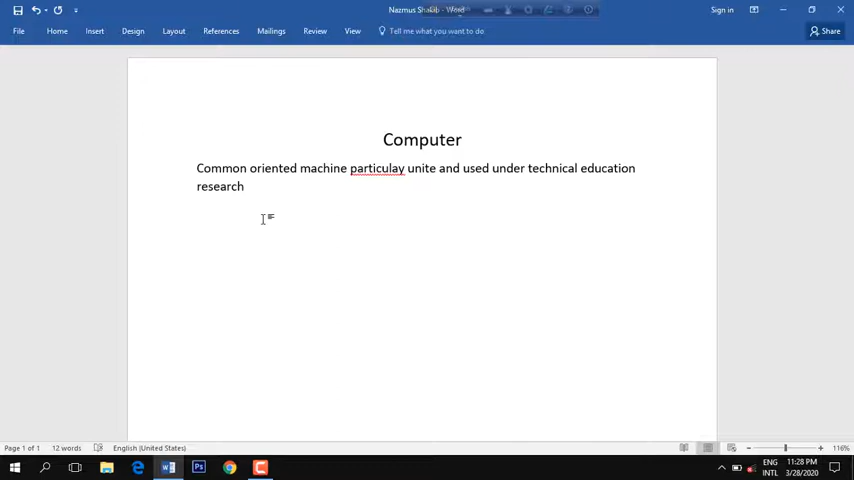 Nazmus Shakib - Word
Sign in
File Home Insert Design Layout References Mailings Review View Tell me what you want to do Share
Computer
Common oriented machine particulay unite and used under technical education
research
Page 1 of 1 12 words English (United States) 116%
ENG 11:28 PM
INTL 3/28/2020